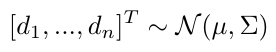 [d_1, ..., d_n]^T ∼ 𝒩(μ, Σ)